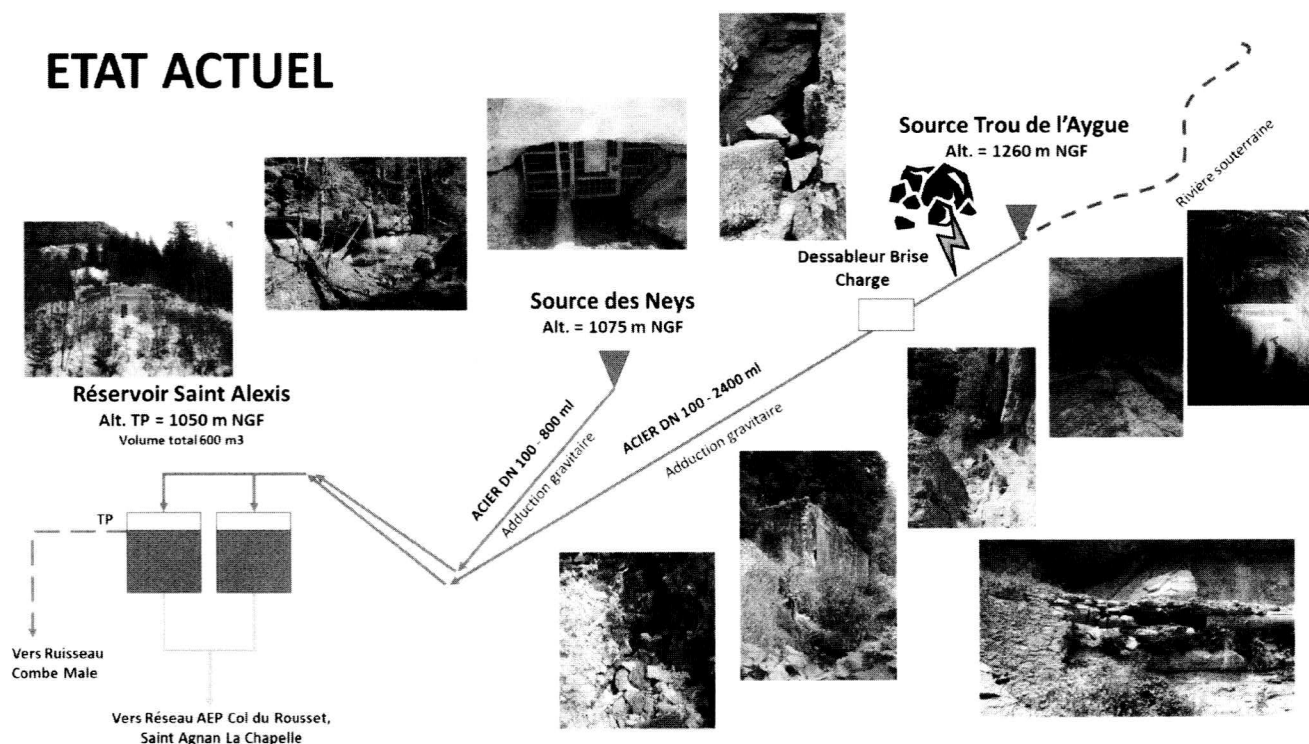 ETAT ACTUEL
Source Trou de l'Aygue
Alt. = 1260 m NGF
Rivière souterraine
Dessableur Brise
Charge
Source des Neys
Alt. = 1075 m NGF
Réservoir Saint Alexis
Alt. TP = 1050 m NGF
Volume total 600 m3
ACIER DN 100 - 800 ml
Adduction gravitaire
ACIER DN 100 - 2400 ml
Adduction gravitaire
TP
Vers Ruisseau
Combe Male
Vers Réseau AEP Col du Rousset,
Saint Agnan La Chapelle